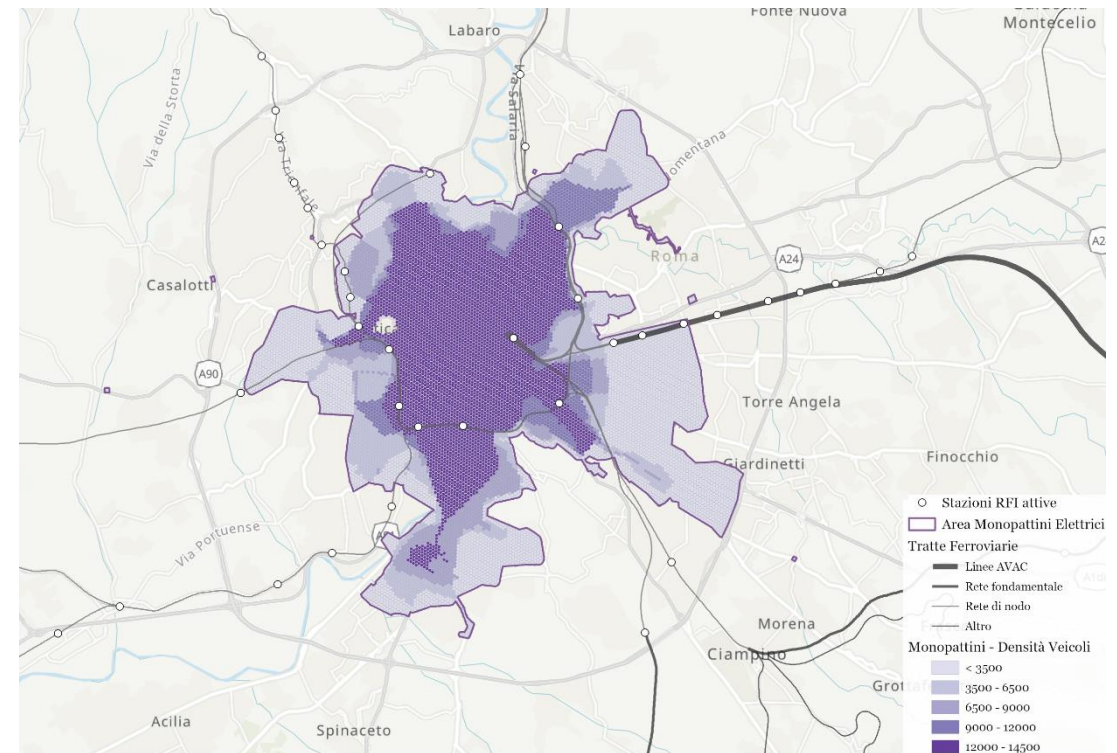 Fonte Nuova
Montecelio
Labaro
Via della Storta
Via Salaria
Via Trionfale
Roma
A24
Casalotti
A90
Torre Angela
Giardinetti
Finocchio
Via Portuense
Morena
Ciampino
Acilia
Spinaceto
Stazioni RFI attive
Area Monopattini Elettrici
Tratte Ferroviarie
Linee AVAC
Rete fondamentale
Rete di nodo
Altro
Monopattini - Densità Veicoli
< 3500
3500 - 6500
6500 - 9000
9000 - 12000
12000 - 14500